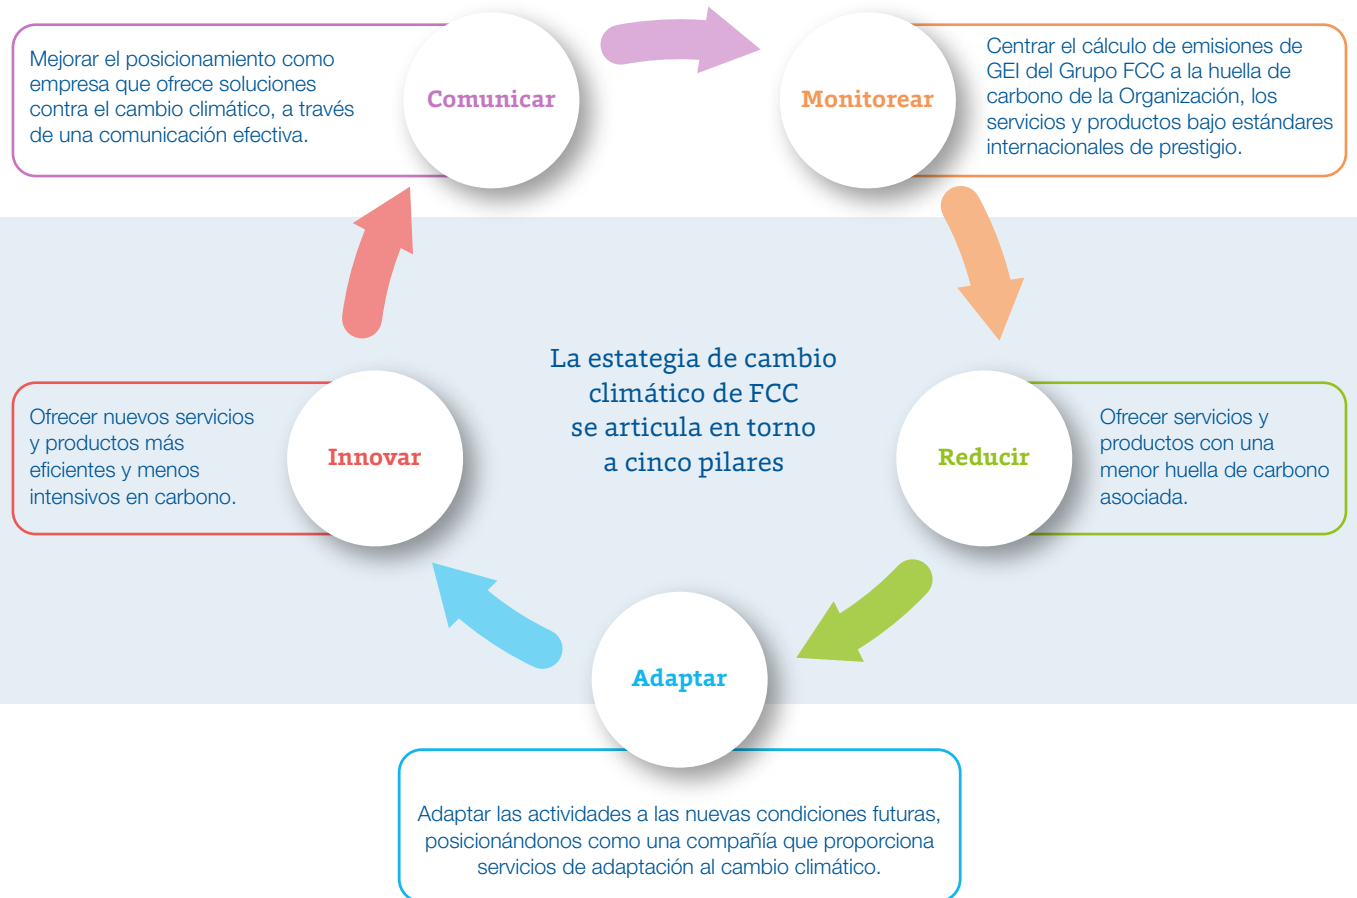 Comunicar
Mejorar el posicionamiento como
empresa que ofrece soluciones
contra el cambio climático, a través
de una comunicación efectiva.
Monitorear
Centrar el cálculo de emisiones de
GEI del Grupo FCC a la huella de
carbono de la Organización, los
servicios y productos bajo estándares
internacionales de prestigio.
La estategia de cambio
climático de FCC
se articula en torno
a cinco pilares
Innovar
Ofrecer nuevos servicios
y productos más
eficientes y menos
intensivos en carbono.
Reducir
Ofrecer servicios y
productos con una
menor huella de carbono
asociada.
Adaptar
Adaptar las actividades a las nuevas condiciones futuras,
posicionándonos como una compañía que proporciona
servicios de adaptación al cambio climático.